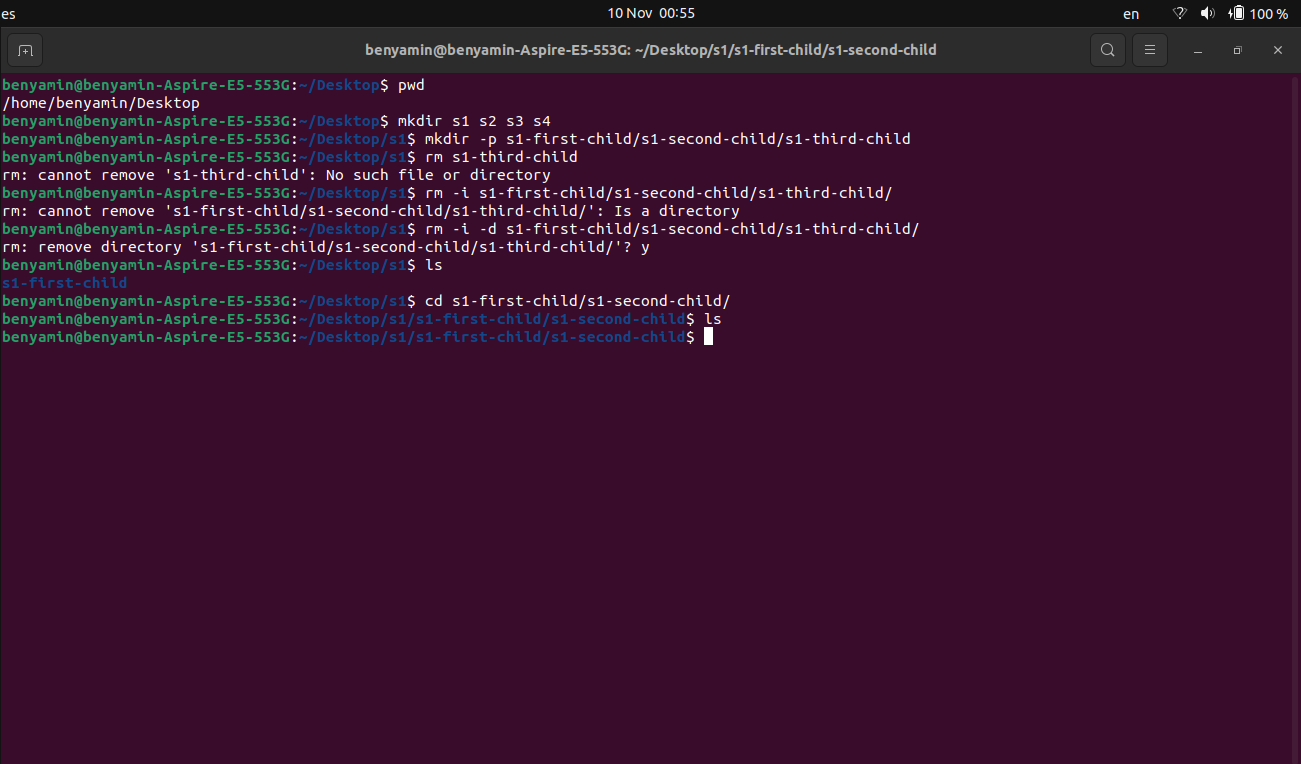 es
10 Nov 00:55
en
100 %
benyamin@benyamin-Aspire-E5-553G: ~/Desktop/s1/s1-first-child/s1-second-child
benyamin@benyamin-Aspire-E5-553G:~/Desktop$ pwd
/home/benyamin/Desktop
benyamin@benyamin-Aspire-E5-553G:~/Desktop$ mkdir s1 s2 s3 s4
benyamin@benyamin-Aspire-E5-553G:~/Desktop/s1$ mkdir -p s1-first-child/s1-second-child/s1-third-child
benyamin@benyamin-Aspire-E5-553G:~/Desktop/s1$ rm s1-third-child
rm: cannot remove 's1-third-child': No such file or directory
benyamin@benyamin-Aspire-E5-553G:~/Desktop/s1$ rm -i s1-first-child/s1-second-child/s1-third-child/
rm: cannot remove 's1-first-child/s1-second-child/s1-third-child/': Is a directory
benyamin@benyamin-Aspire-E5-553G:~/Desktop/s1$ rm -i -d s1-first-child/s1-second-child/s1-third-child/
rm: remove directory 's1-first-child/s1-second-child/s1-third-child/'? y
benyamin@benyamin-Aspire-E5-553G:~/Desktop/s1$ ls
s1-first-child
benyamin@benyamin-Aspire-E5-553G:~/Desktop/s1$ cd s1-first-child/s1-second-child/
benyamin@benyamin-Aspire-E5-553G:~/Desktop/s1/s1-first-child/s1-second-child$ ls
benyamin@benyamin-Aspire-E5-553G:~/Desktop/s1/s1-first-child/s1-second-child$